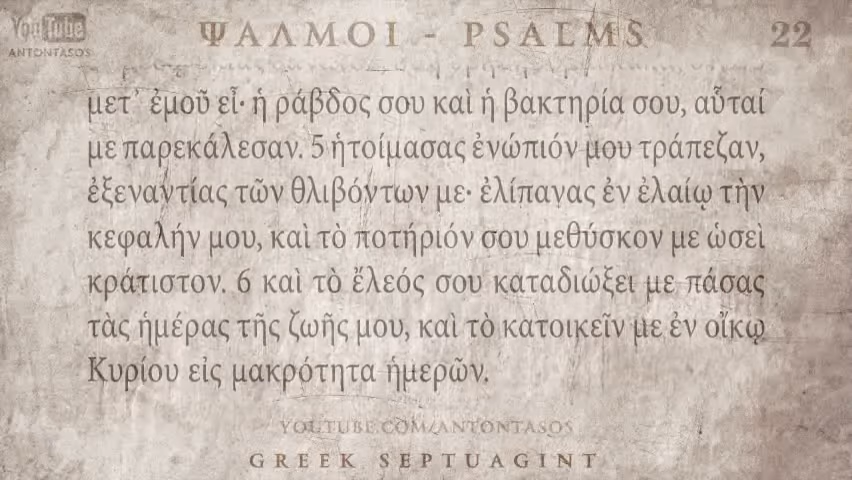 YouTube
ΨΑΛΜΟΙ - PSALMS 22
ANTONTASOS
μετ᾽ ἐμοῦ εἶ· ἡ ῥάβδος σου καὶ ἡ βακτηρία σου, αὗταί
με παρεκάλεσαν. 5 ἡτοίμασας ἐνώπιόν μου τράπεζαν,
ἐξεναντίας τῶν θλιβόντων με· ἐλίπανας ἐν ἐλαίῳ τὴν
κεφαλήν μου, καὶ τὸ ποτήριόν σου μεθύσκον με ὡσεὶ
κράτιστον. 6 καὶ τὸ ἔλεός σου καταδιώξει με πάσας
τὰς ἡμέρας τῆς ζωῆς μου, καὶ τὸ κατοικεῖν με ἐν οἴκῳ
Κυρίου εἰς μακρότητα ἡμερῶν.
YOUTUBE.COM/ANTONTASOS
GREEK SEPTUAGINT